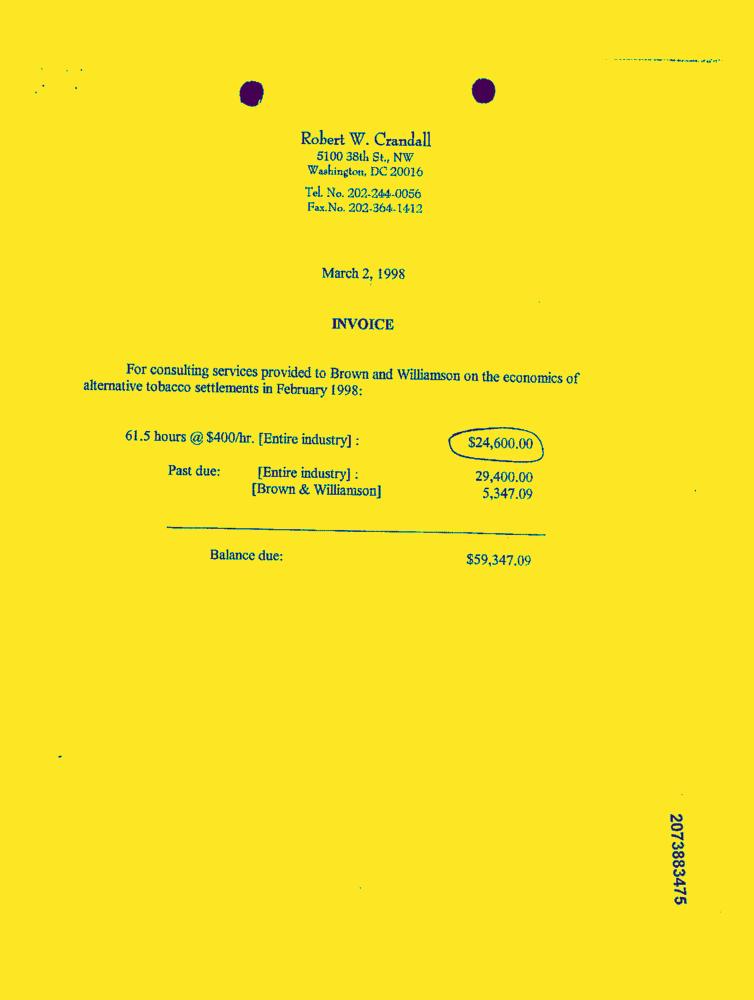 Robert W. Crandall
5100 38th St., NW
Washington, DC 20016
Tel. No. 202-244-0056
Fax.No. 202-364-1412
March 2, 1998
INVOICE
For consulting services provided to Brown and Williamson on the economics of
alternative tobacco settlements in February 1998:
61.5 hours @ $400/hr. [Entire industry] : $24,600.00
Past due: [Entire industry] : 29,400.00
[Brown & Williamson] 5,347.09
Balance due: $59,347.09
2073883475